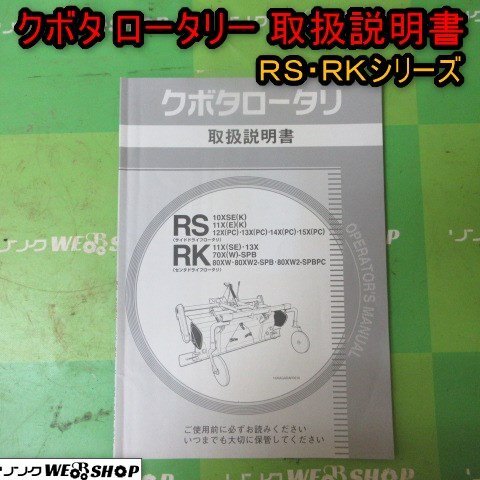 クボタ ロータリー 取扱説明書
RS・RKシリーズ
クボタロータリ
取扱説明書
RS 10XSE(K)
11X(E)(K)
12X(PC)・13X(PC)・14X(PC)・15X(PC)
(サイドドライブロータリ)
RK 11X(SE)・13X
70X(W)-SPB
80XW・80XW2-SPB・80XW2-SPBPC
(センタドライブロータリ)
OPERATOR'S MANUAL
ご使用前に必ずお読みください
いつまでも大切に保管してください
WEB SHOP
WEB SHOP
WEB SHOP